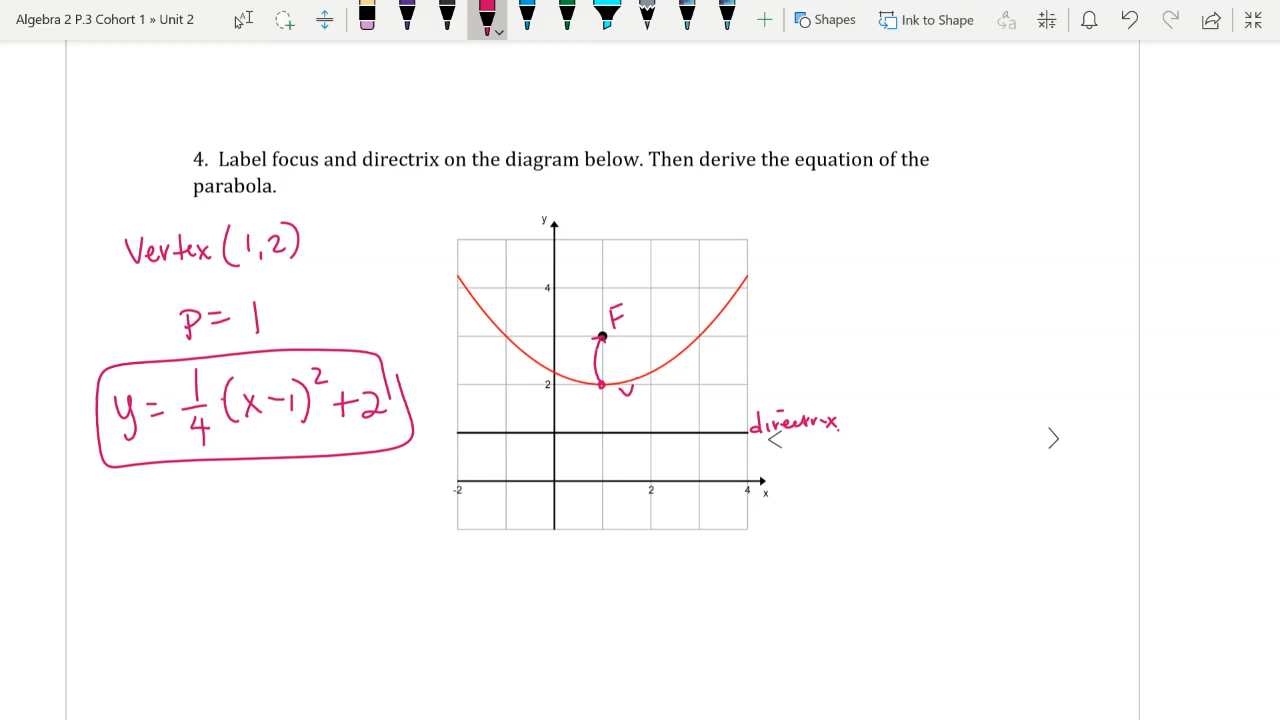 Algebra 2 P.3 Cohort 1 » Unit 2
Shapes
Ink to Shape
4. Label focus and directrix on the diagram below. Then derive the equation of the
parabola.
Vertex (1,2)
P = 1
y = 1/4 (x-1)² + 2
y
4
F
2
V
directrix
-2
2
4
x